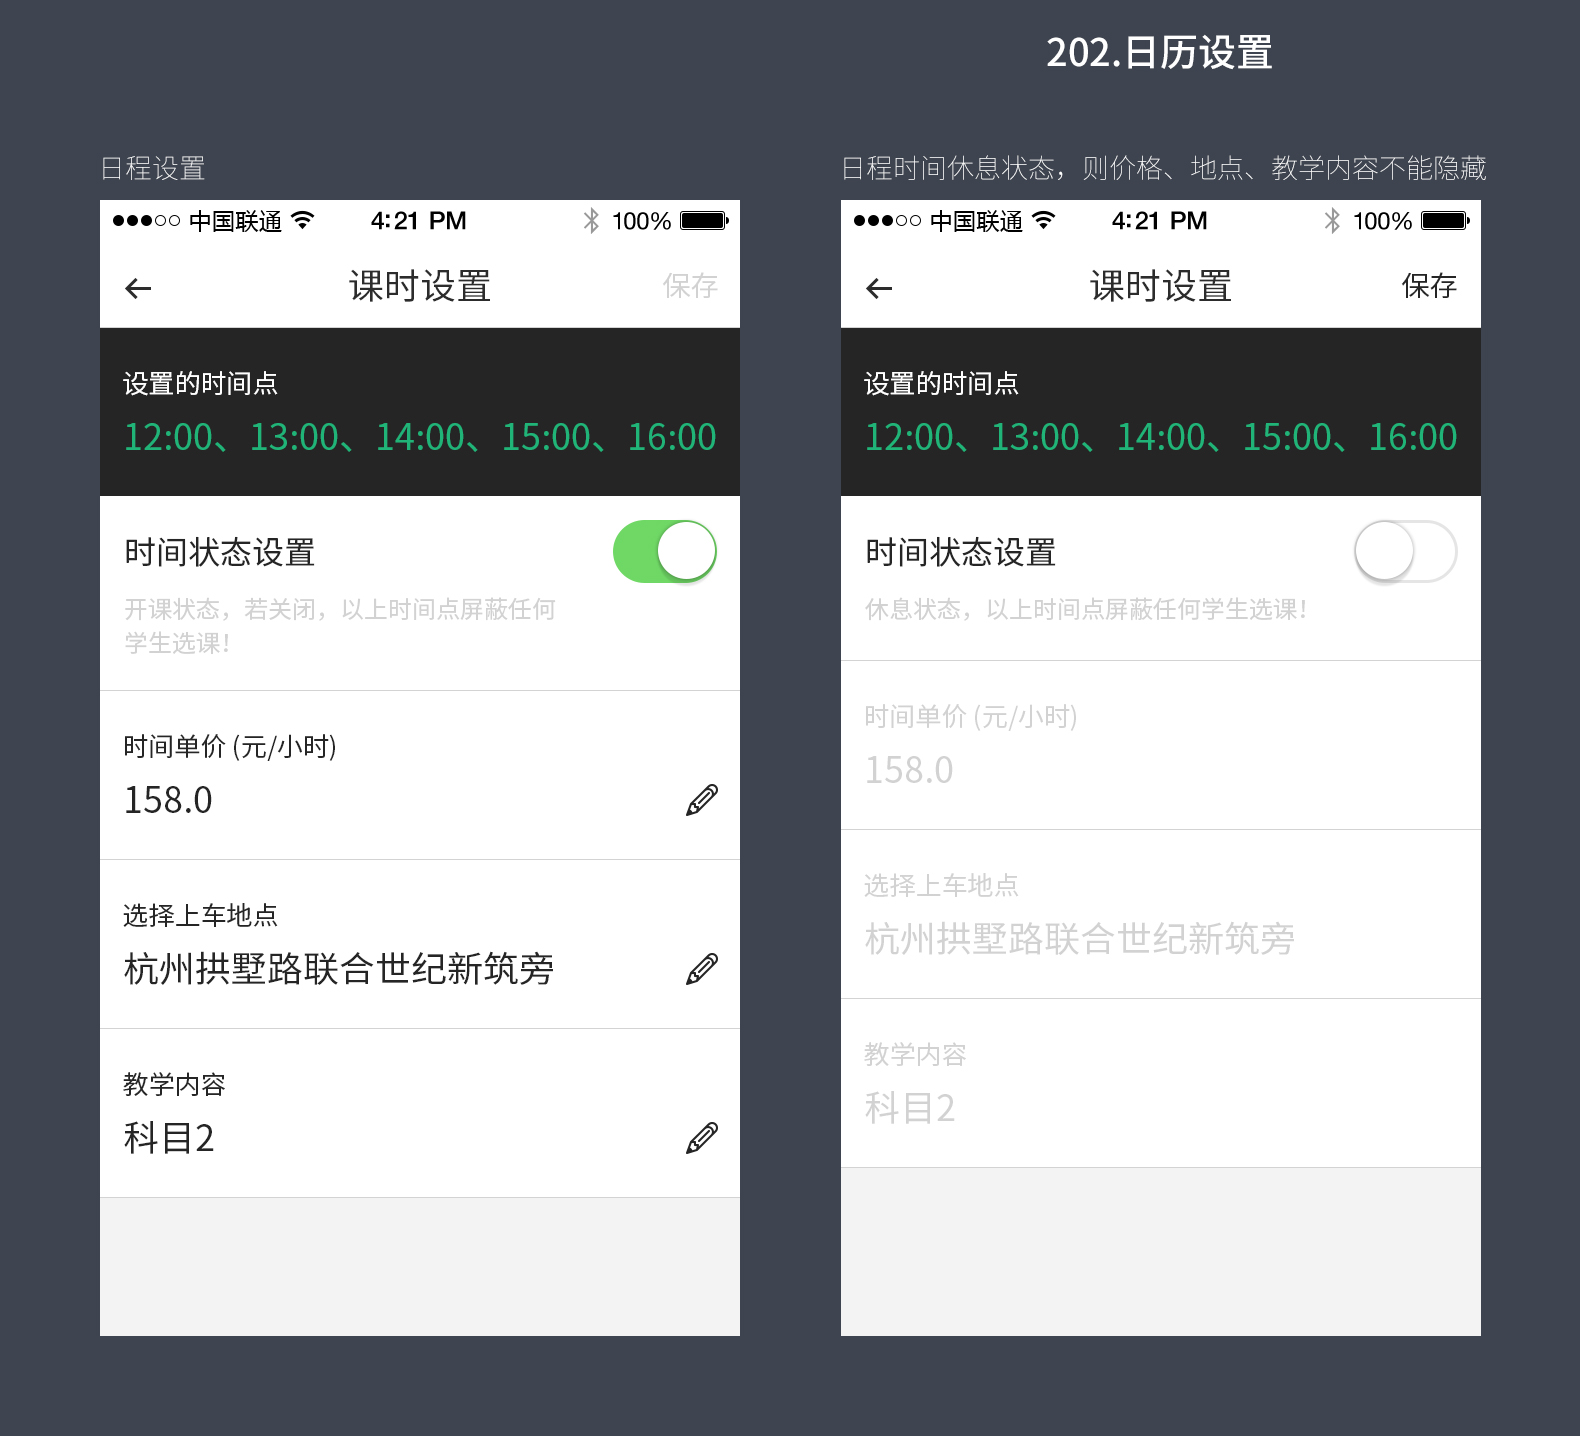 202.日历设置
日程设置
中国联通 4:21 PM 100%
课时设置 保存
设置的时间点
12:00、13:00、14:00、15:00、16:00
时间状态设置
开课状态，若关闭，以上时间点屏蔽任何
学生选课！
时间单价 (元/小时)
158.0
选择上车地点
杭州拱墅路联合世纪新筑旁
教学内容
科目2
日程时间休息状态，则价格、地点、教学内容不能隐藏
中国联通 4:21 PM 100%
课时设置 保存
设置的时间点
12:00、13:00、14:00、15:00、16:00
时间状态设置
休息状态，以上时间点屏蔽任何学生选课！
时间单价 (元/小时)
158.0
选择上车地点
杭州拱墅路联合世纪新筑旁
教学内容
科目2